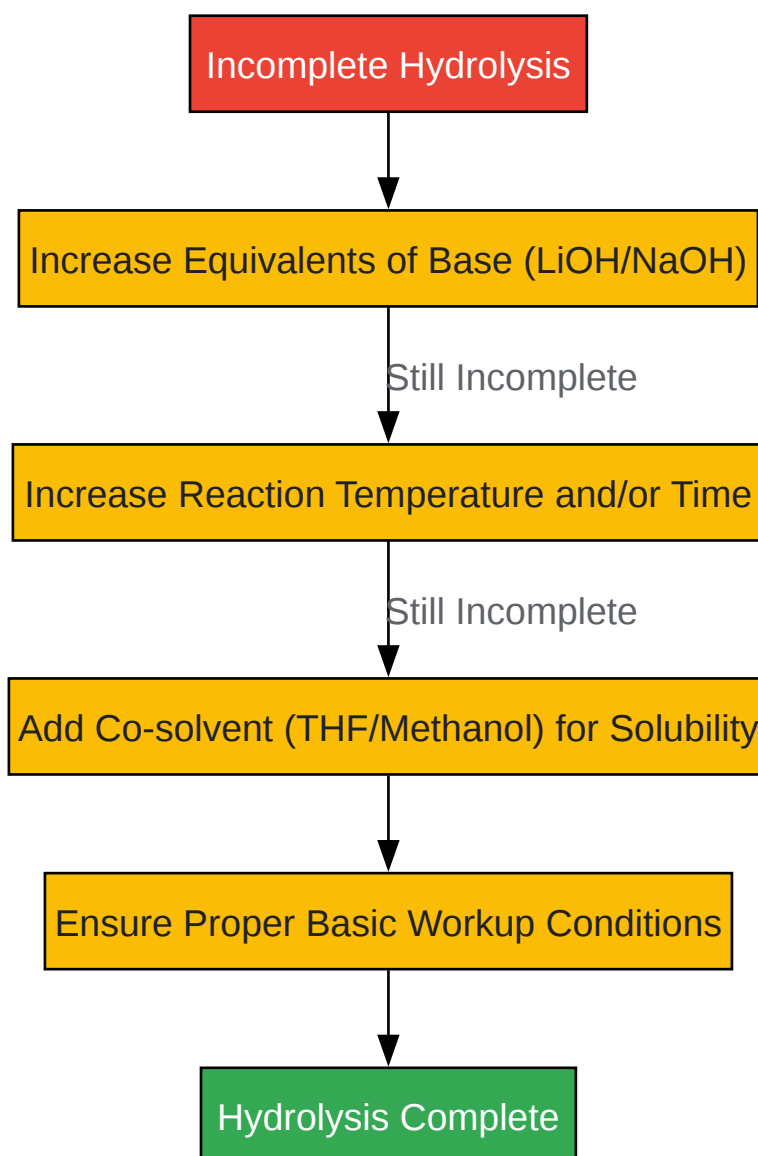 Incomplete Hydrolysis
Increase Equivalents of Base (LiOH/NaOH)
Still Incomplete
Increase Reaction Temperature and/or Time
Still Incomplete
Add Co-solvent (THF/Methanol) for Solubility
Ensure Proper Basic Workup Conditions
Hydrolysis Complete